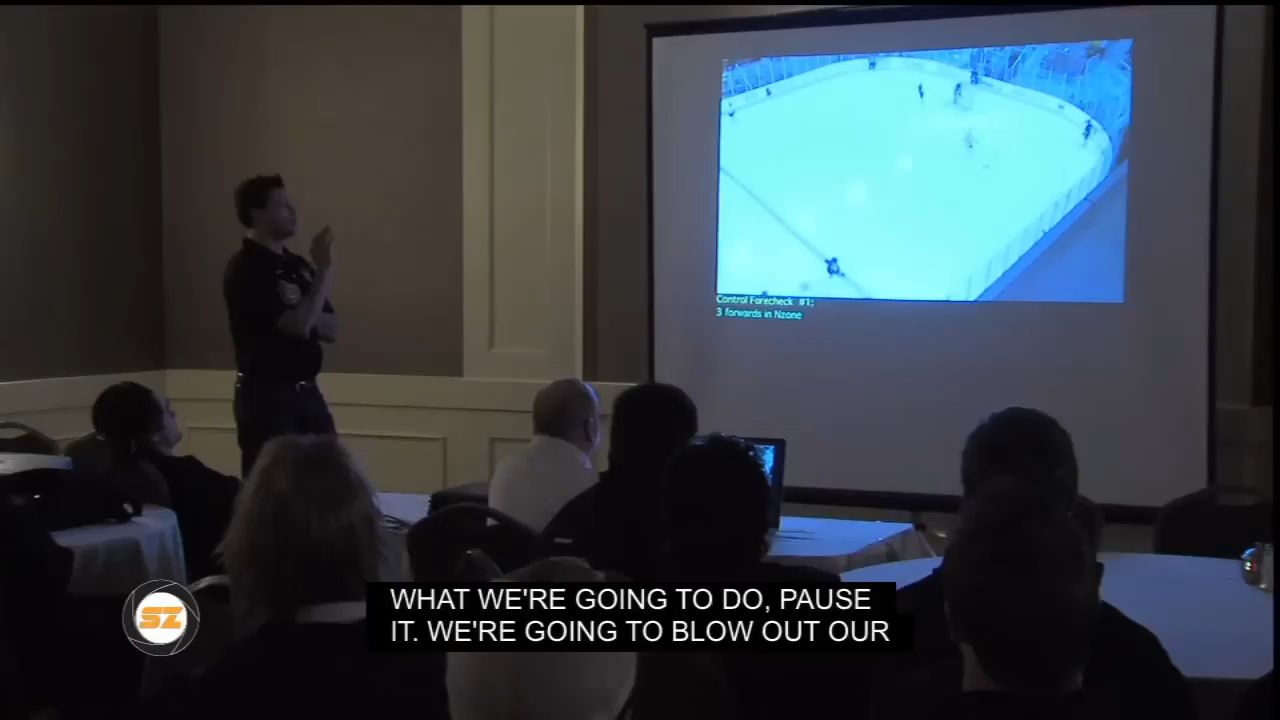 Control Forecheck #1:
3 forwards in Nzone
SZ
WHAT WE'RE GOING TO DO, PAUSE
IT. WE'RE GOING TO BLOW OUT OUR